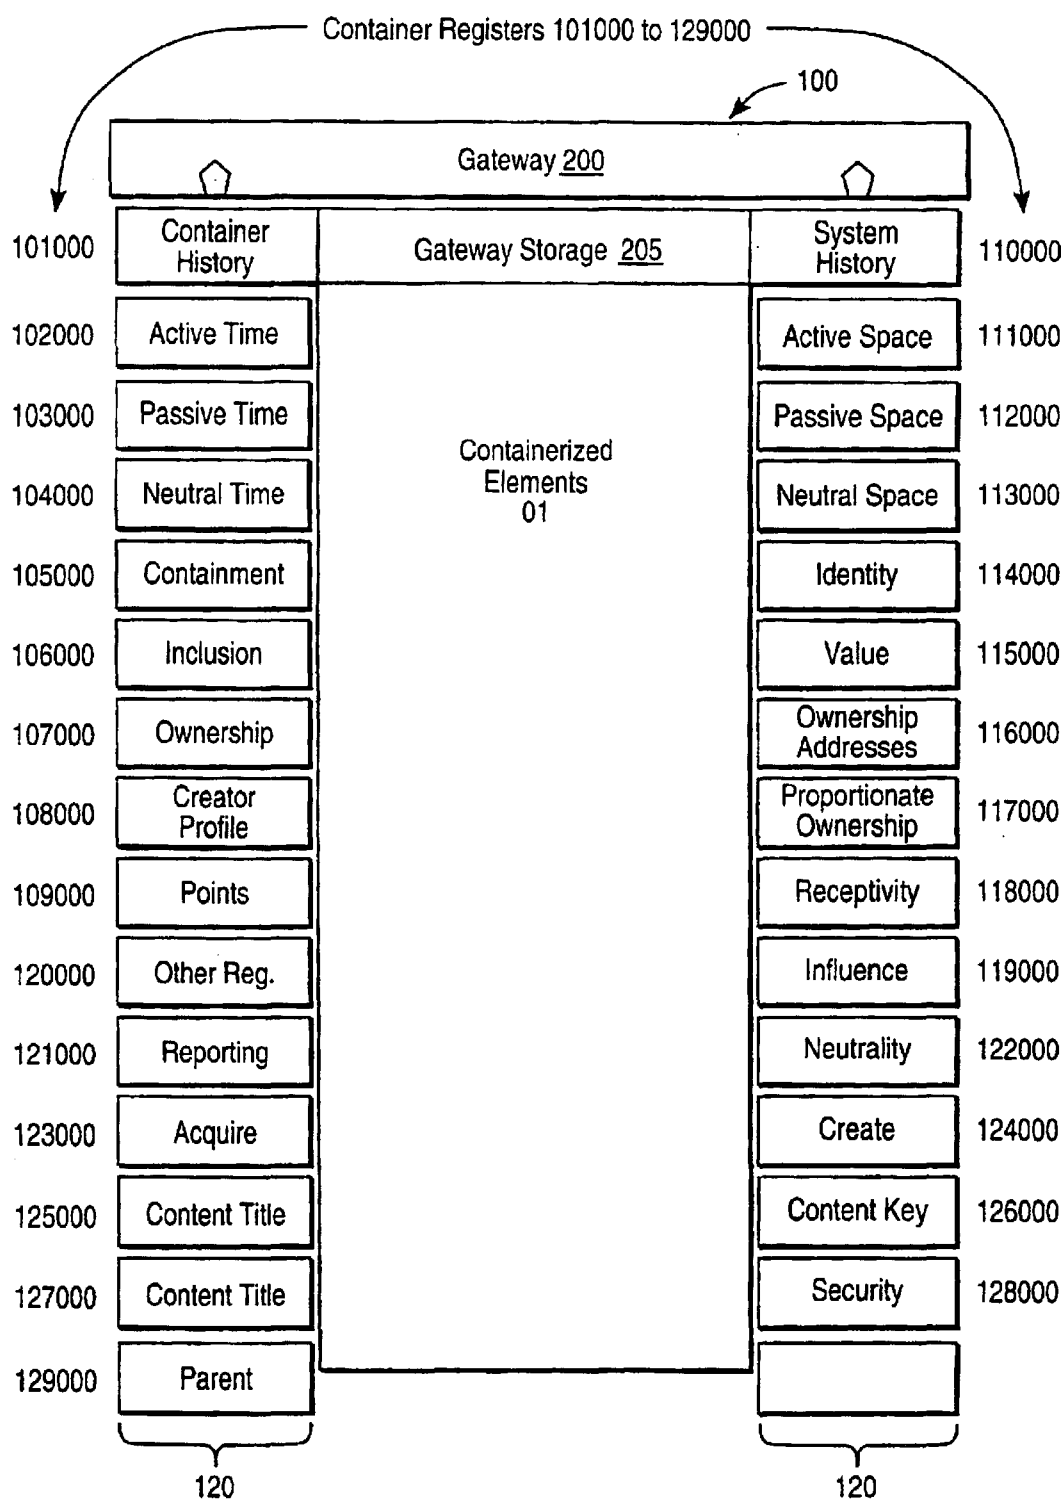 Container Registers 101000 to 129000
100
Gateway 200
101000
Container
History
Gateway Storage 205
System
History
110000
102000
Active Time
Active Space
111000
103000
Passive Time
Passive Space
112000
Containerized
Elements
01
104000
Neutral Time
Neutral Space
113000
105000
Containment
Identity
114000
106000
Inclusion
Value
115000
107000
Ownership
Ownership
Addresses
116000
108000
Creator
Profile
Proportionate
Ownership
117000
109000
Points
Receptivity
118000
120000
Other Reg.
Influence
119000
121000
Reporting
Neutrality
122000
123000
Acquire
Create
124000
125000
Content Title
Content Key
126000
127000
Content Title
Security
128000
129000
Parent
120
120